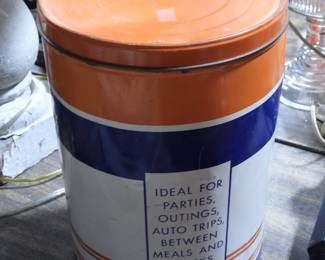 IDEAL FOR
PARTIES,
OUTINGS,
AUTO TRIPS,
BETWEEN
MEALS AND